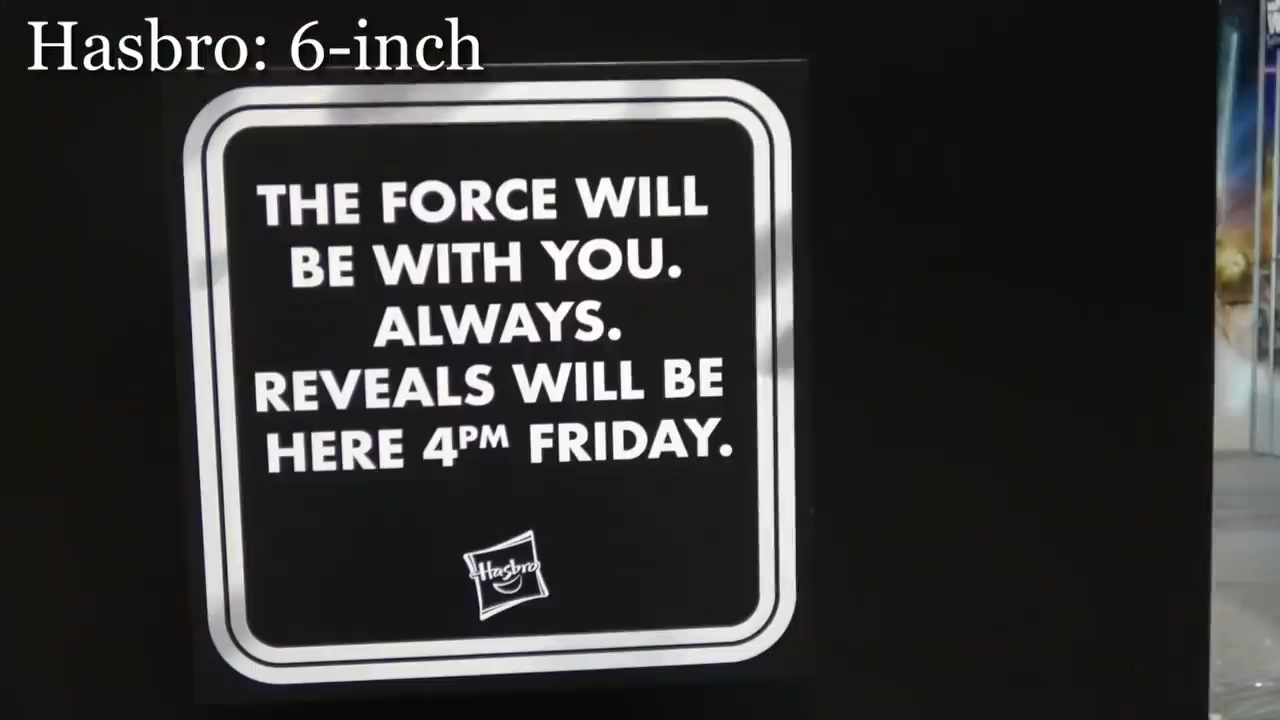 Hasbro: 6-inch
THE FORCE WILL
BE WITH YOU.
ALWAYS.
REVEALS WILL BE
HERE 4PM FRIDAY.
Hasbro